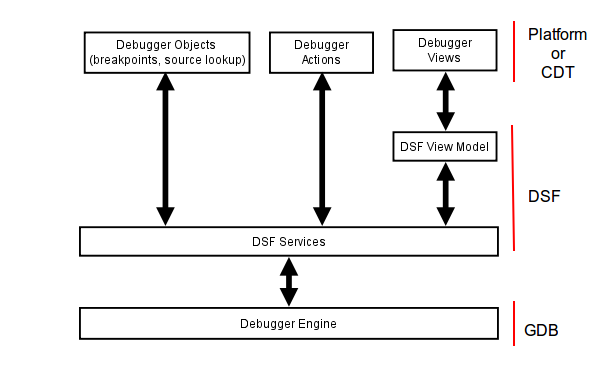 Debugger Objects
(breakpoints, source lookup)
Debugger
Actions
Debugger
Views
Platform
or
CDT
DSF View Model
DSF
DSF Services
Debugger Engine
GDB